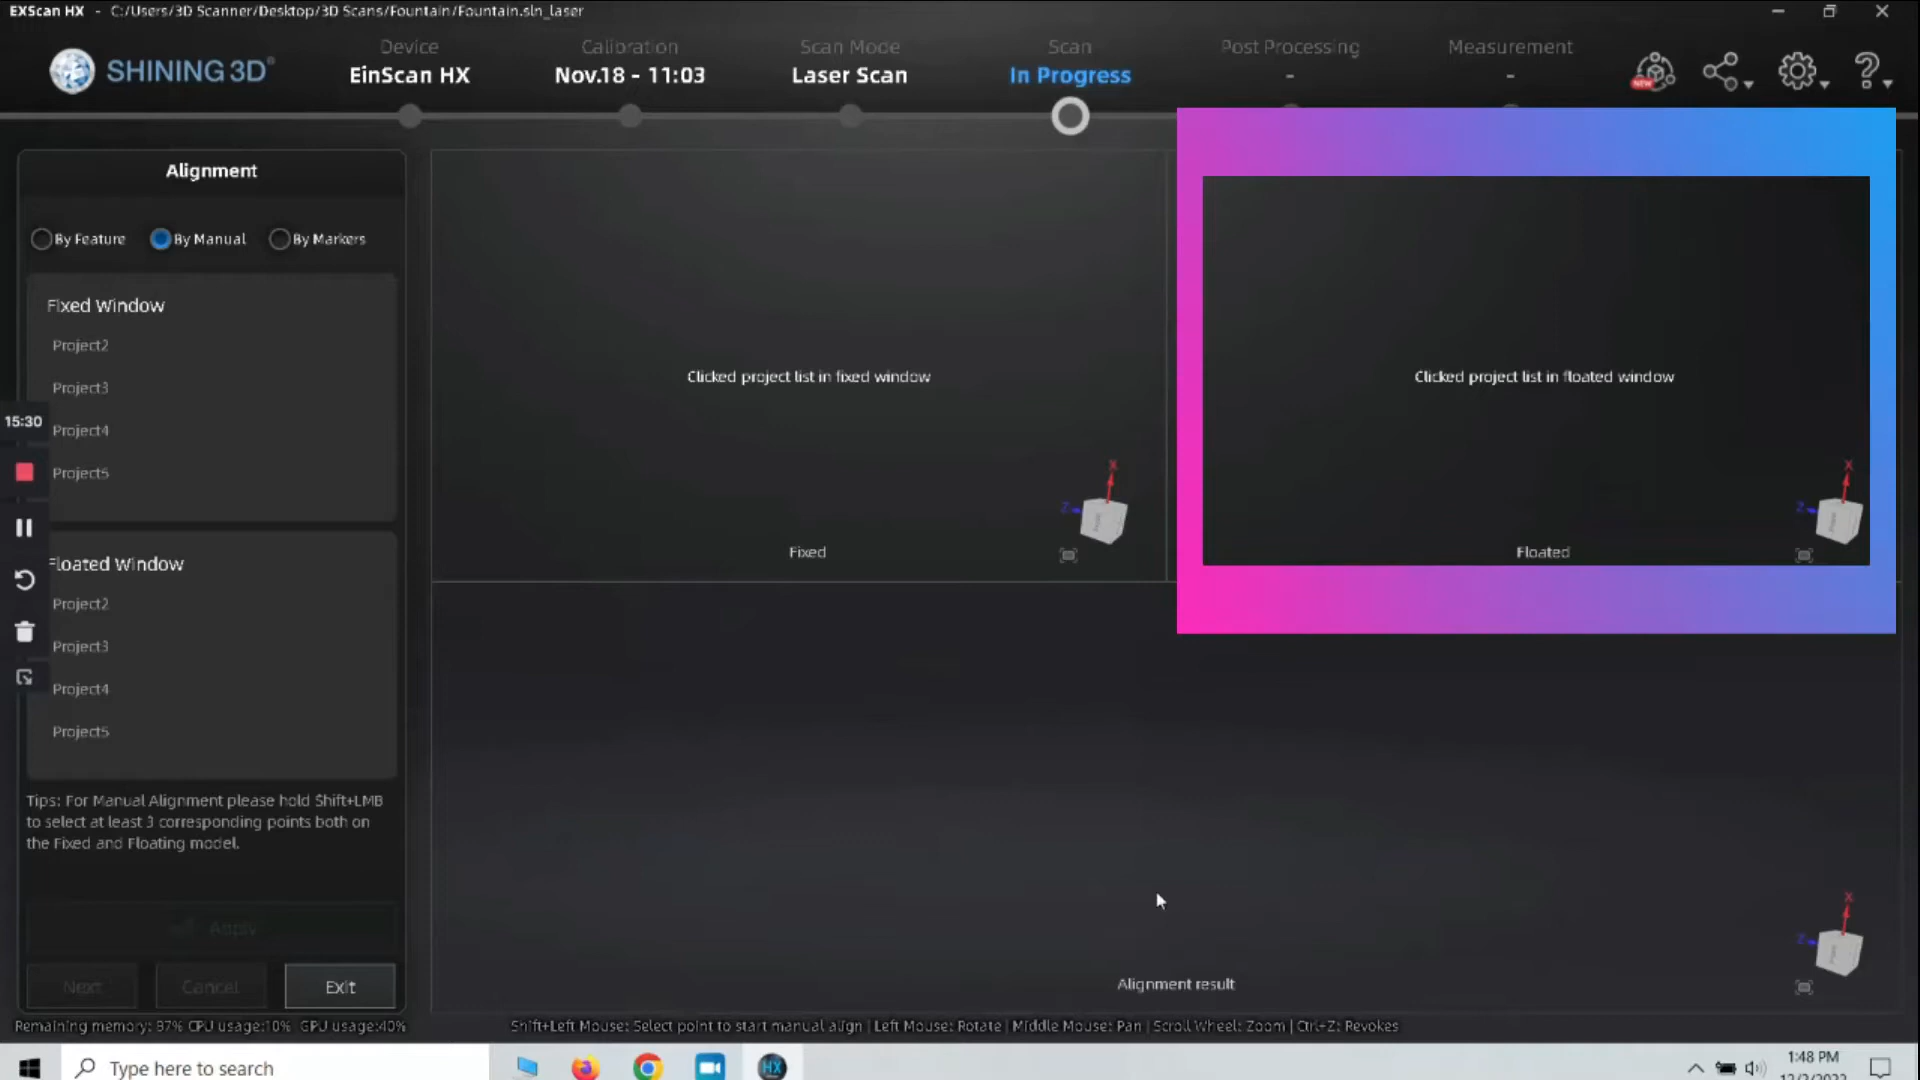 EXScan HX - C:/Users/3D Scanner/Desktop/3D Scans/Fountain/Fountain.sln_laser
SHINING 3D®
Device
EinScan HX
Calibration
Nov.18 - 11:03
Scan Mode
Laser Scan
Scan
In Progress
Post Processing
-
Measurement
-
NEW
Alignment
By Feature By Manual By Markers
Fixed Window
Project2
Project3
Project4
Project5
15:30
Floated Window
Project2
Project3
Project4
Project5
Tips: For Manual Alignment please hold Shift+LMB
to select at least 3 corresponding points both on
the Fixed and Floating model.
Apply
Next Cancel Exit
Clicked project list in fixed window
X
Z
Fixed
Clicked project list in floated window
X
Z
Floated
X
Z
Alignment result
Remaining memory: 87% CPU usage:10% GPU usage:40%
Shift+Left Mouse: Select point to start manual align | Left Mouse: Rotate | Middle Mouse: Pan | Scroll Wheel: Zoom | Ctrl+Z: Revokes
Type here to search
HX
1:48 PM